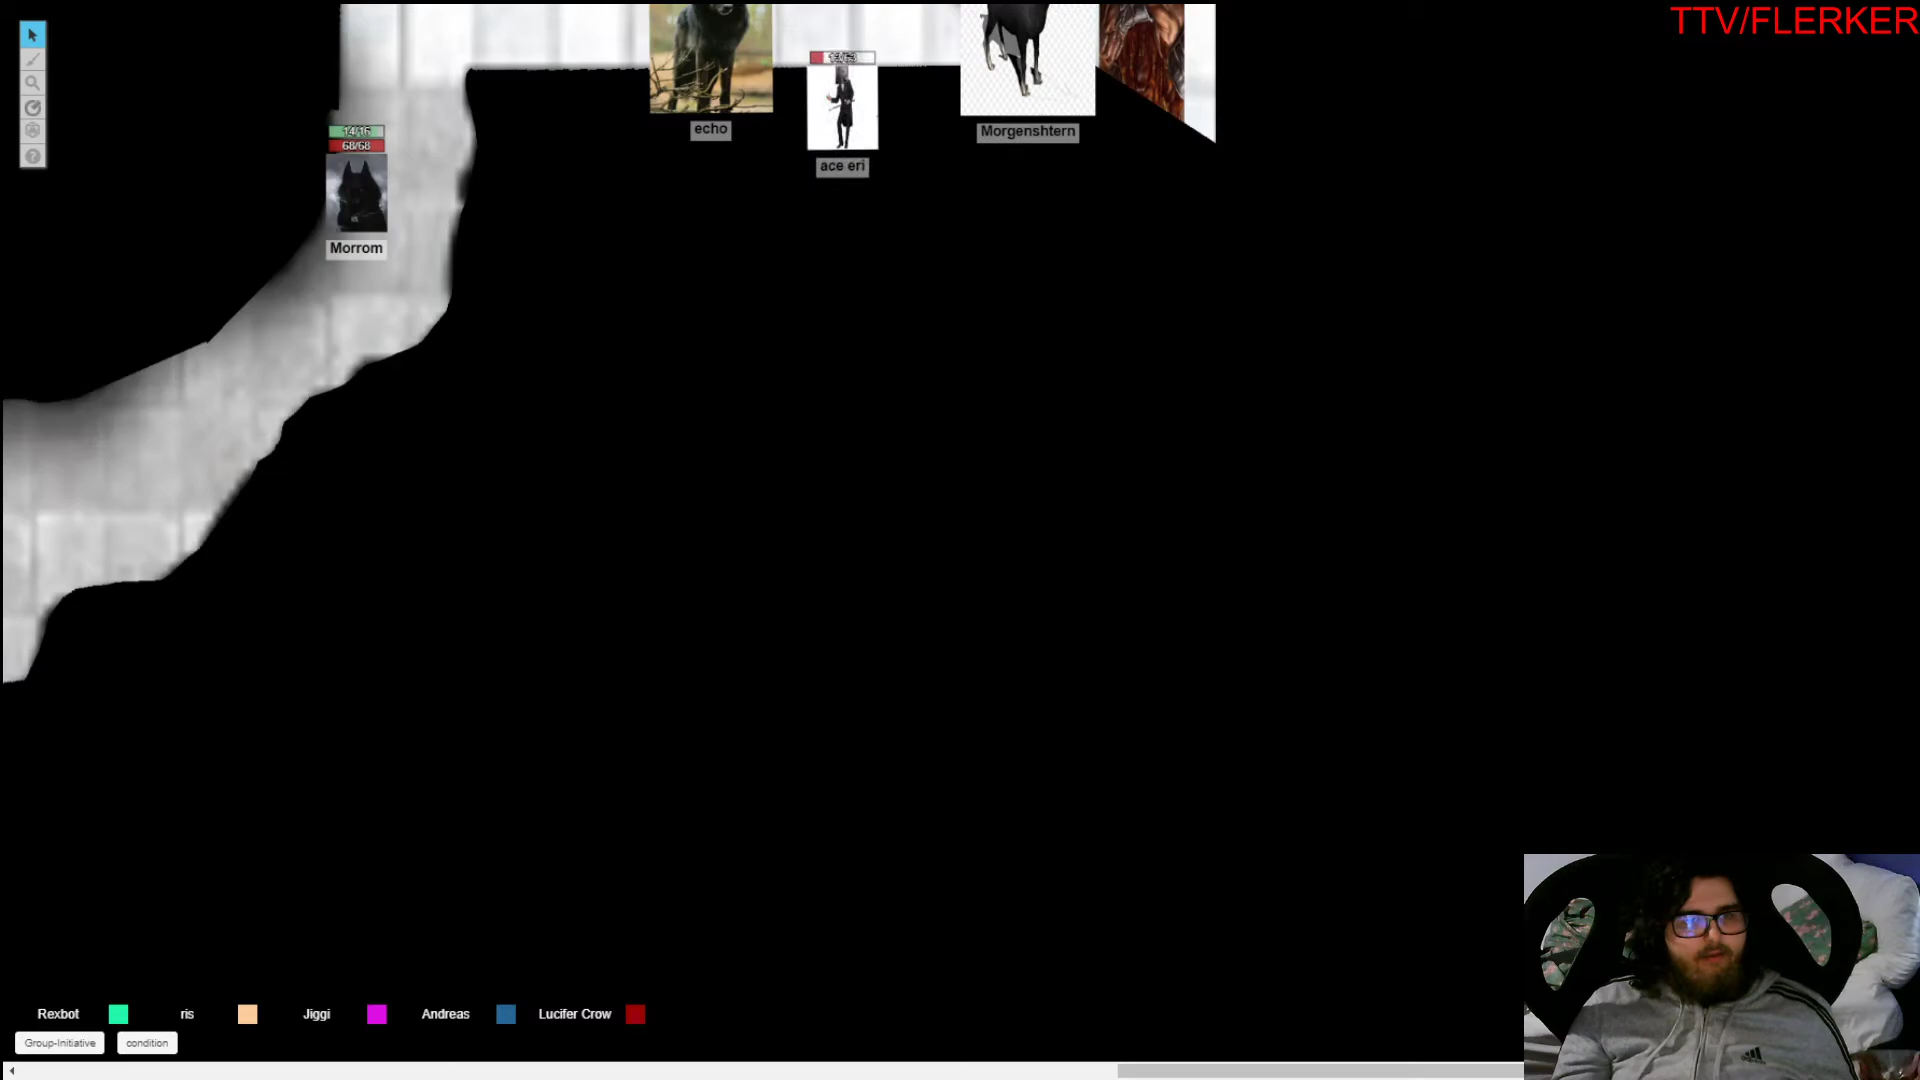 TTV/FLERKER
14/16
68/68
Morrom
echo
ace eri
Morgenshtern
Rexbot
ris
Jiggi
Andreas
Lucifer Crow
Group-Initiative
condition